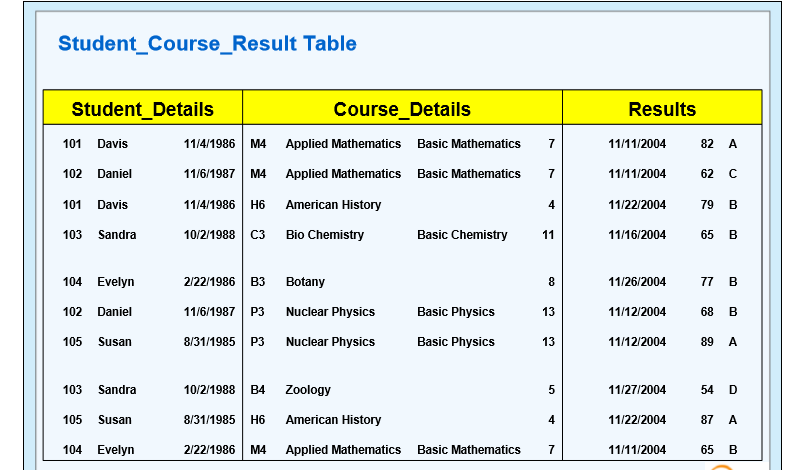 Student_Course_Result Table
Student_Details Course_Details Results
101 Davis 11/4/1986 M4 Applied Mathematics Basic Mathematics 7 11/11/2004 82 A
102 Daniel 11/6/1987 M4 Applied Mathematics Basic Mathematics 7 11/11/2004 62 C
101 Davis 11/4/1986 H6 American History 4 11/22/2004 79 B
103 Sandra 10/2/1988 C3 Bio Chemistry Basic Chemistry 11 11/16/2004 65 B
104 Evelyn 2/22/1986 B3 Botany 8 11/26/2004 77 B
102 Daniel 11/6/1987 P3 Nuclear Physics Basic Physics 13 11/12/2004 68 B
105 Susan 8/31/1985 P3 Nuclear Physics Basic Physics 13 11/12/2004 89 A
103 Sandra 10/2/1988 B4 Zoology 5 11/27/2004 54 D
105 Susan 8/31/1985 H6 American History 4 11/22/2004 87 A
104 Evelyn 2/22/1986 M4 Applied Mathematics Basic Mathematics 7 11/11/2004 65 B